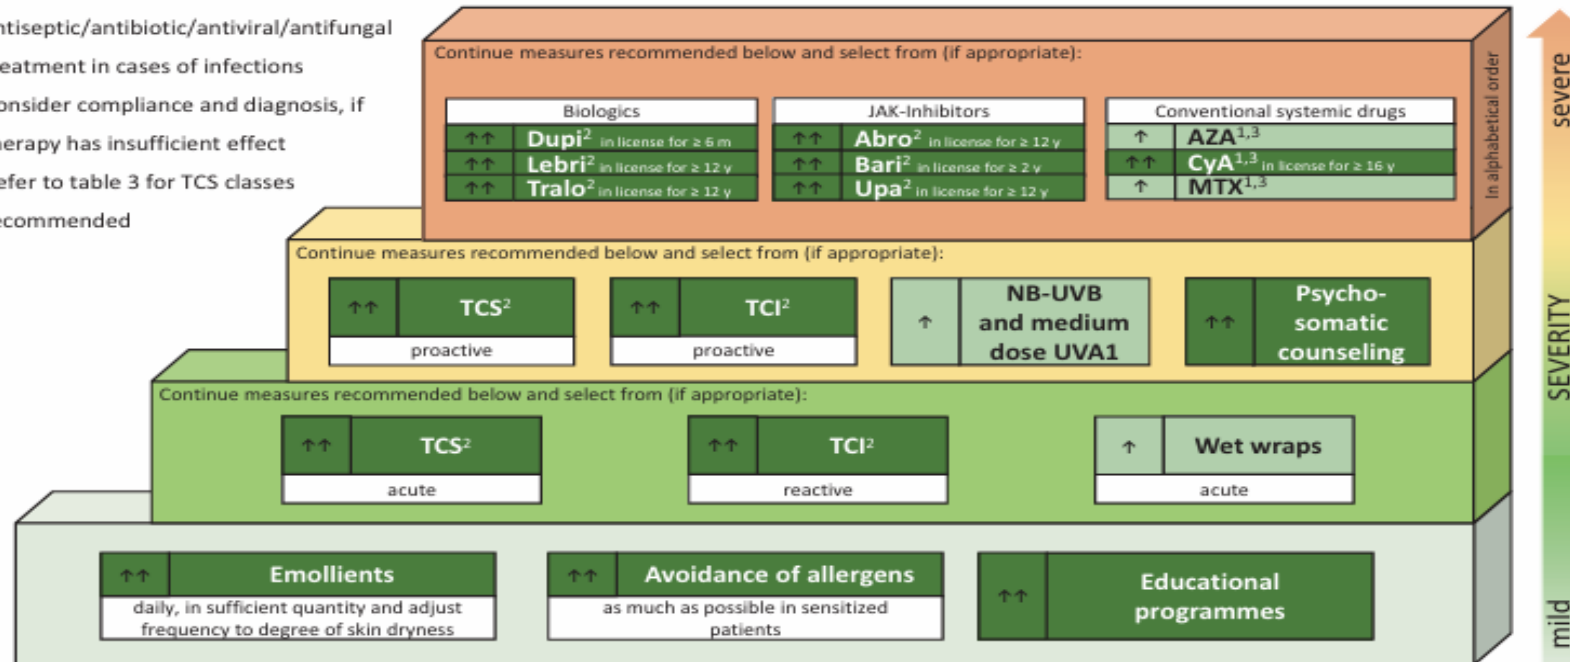 ntiseptic/antibiotic/antiviral/antifungal
reatment in cases of infections
onsider compliance and diagnosis, if
herapy has insufficient effect
efer to table 3 for TCS classes
ecommended
Continue measures recommended below and select from (if appropriate):
Biologics
↑↑ Dupi² in license for ≥ 6 m
↑↑ Lebri² in license for ≥ 12 y
↑↑ Tralo² in license for ≥ 12 y
JAK-Inhibitors
↑↑ Abro² in license for ≥ 12 y
↑↑ Bari² in license for ≥ 2 y
↑↑ Upa² in license for ≥ 12 y
Conventional systemic drugs
↑ AZA¹,³
↑↑ CyA¹,³ in license for ≥ 16 y
↑ MTX¹,³
In alphabetical order
Continue measures recommended below and select from (if appropriate):
↑↑ TCS²
proactive
↑↑ TCI²
proactive
↑ NB-UVB
and medium
dose UVA1
↑↑ Psycho-
somatic
counseling
Continue measures recommended below and select from (if appropriate):
↑↑ TCS²
acute
↑↑ TCI²
reactive
↑ Wet wraps
acute
↑↑ Emollients
daily, in sufficient quantity and adjust
frequency to degree of skin dryness
↑↑ Avoidance of allergens
as much as possible in sensitized
patients
↑↑ Educational
programmes
severe
SEVERITY
mild